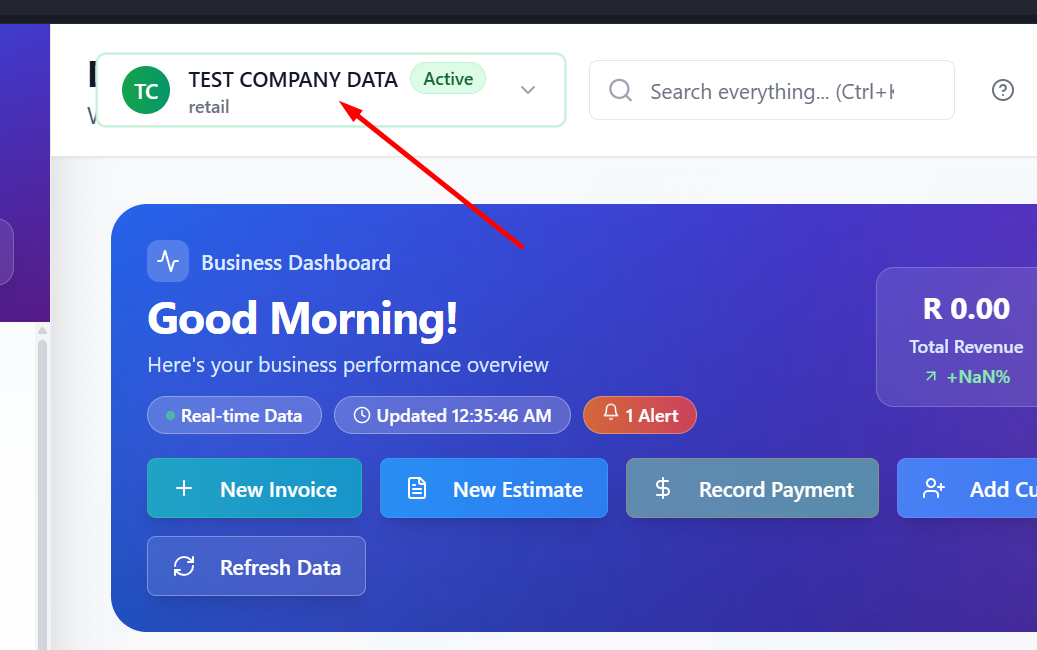 TC
TEST COMPANY DATA
Active
retail
Search everything... (Ctrl+K
Business Dashboard
Good Morning!
Here's your business performance overview
Real-time Data
Updated 12:35:46 AM
1 Alert
R 0.00
Total Revenue
+NaN%
New Invoice
New Estimate
Record Payment
Add Cu
Refresh Data